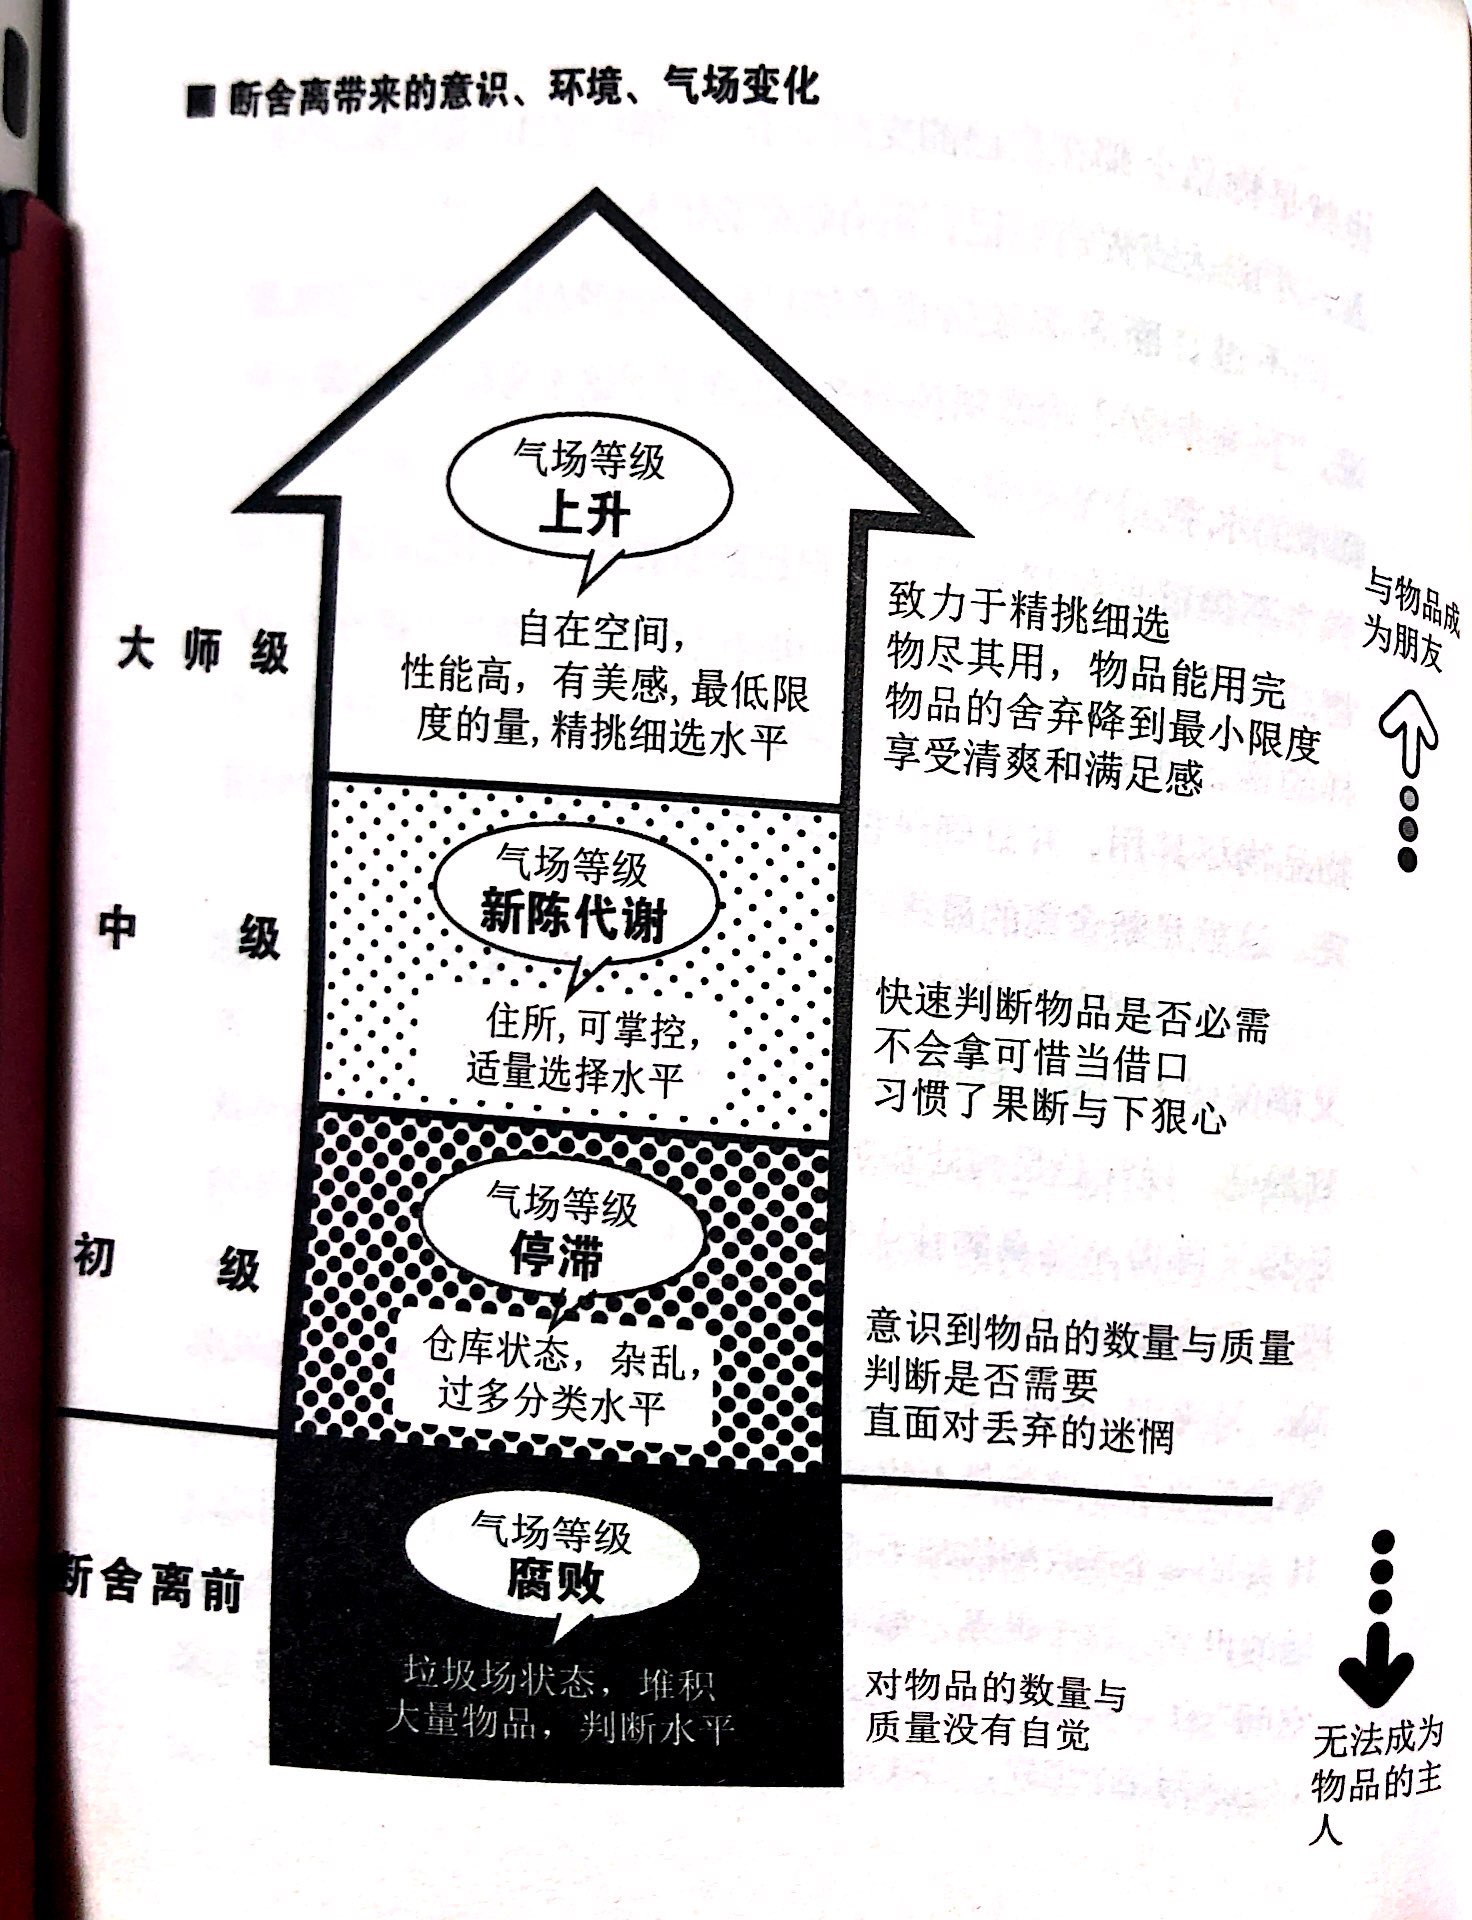 ■断舍离带来的意识、环境、气场变化
气场等级
上升
大师级
自在空间，
性能高，有美感，最低限
度的量，精挑细选水平
致力于精挑细选
物尽其用，物品能用完
物品的舍弃降到最小限度
享受清爽和满足感
与物品成
为朋友
气场等级
新陈代谢
中级
住所，可掌控，
适量选择水平
快速判断物品是否必需
不会拿可惜当借口
习惯了果断与下狠心
气场等级
停滞
初级
仓库状态，杂乱，
过多分类水平
意识到物品的数量与质量
判断是否需要
直面对丢弃的迷惘
气场等级
腐败
断舍离前
垃圾场状态，堆积
大量物品，判断水平
对物品的数量与
质量没有自觉
无法成为
物品的主
人